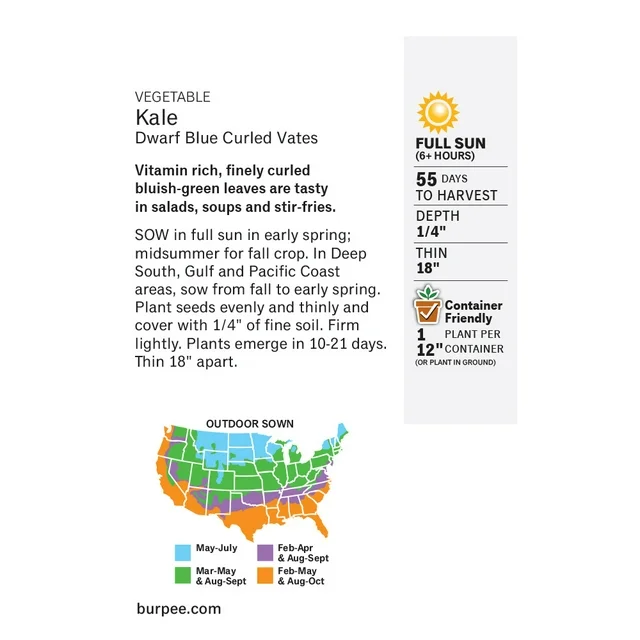 VEGETABLE
Kale
Dwarf Blue Curled Vates
Vitamin rich, finely curled
bluish-green leaves are tasty
in salads, soups and stir-fries.
SOW in full sun in early spring;
midsummer for fall crop. In Deep
South, Gulf and Pacific Coast
areas, sow from fall to early spring.
Plant seeds evenly and thinly and
cover with 1/4" of fine soil. Firm
lightly. Plants emerge in 10-21 days.
Thin 18" apart.
FULL SUN
(6+ HOURS)
55 DAYS
TO HARVEST
DEPTH
1/4"
THIN
18"
Container
Friendly
1 PLANT PER
12" CONTAINER
(OR PLANT IN GROUND)
OUTDOOR SOWN
May-July
Mar-May
& Aug-Sept
Feb-Apr
& Aug-Sept
Feb-May
& Aug-Oct
burpee.com